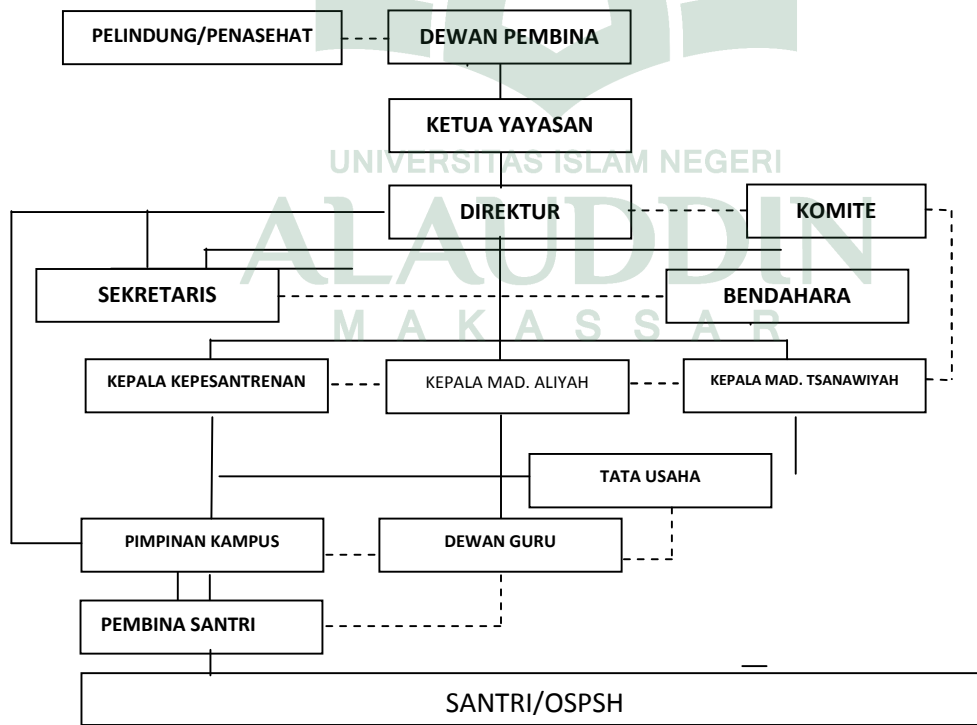 PELINDUNG/PENASEHAT
DEWAN PEMBINA
KETUA YAYASAN
UNIVERSITAS ISLAM NEGERI
ALAUDDIN
MAKASSAR
DIREKTUR
KOMITE
SEKRETARIS
BENDAHARA
KEPALA KEPESANTRENAN
KEPALA MAD. ALIYAH
KEPALA MAD. TSANAWIYAH
TATA USAHA
PIMPINAN KAMPUS
DEWAN GURU
PEMBINA SANTRI
SANTRI/OSPSH